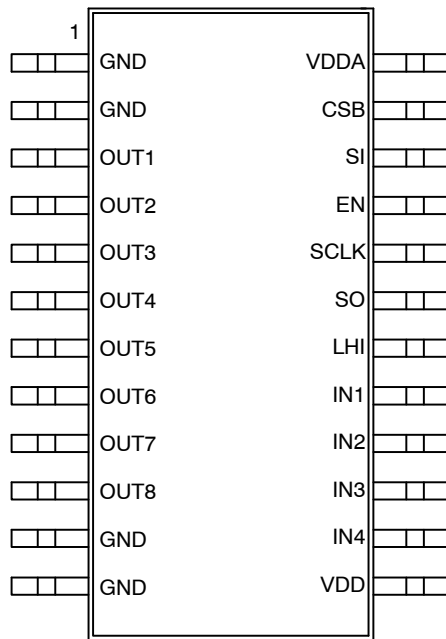 1
GND VDDA
GND CSB
OUT1 SI
OUT2 EN
OUT3 SCLK
OUT4 SO
OUT5 LHI
OUT6 IN1
OUT7 IN2
OUT8 IN3
GND IN4
GND VDD